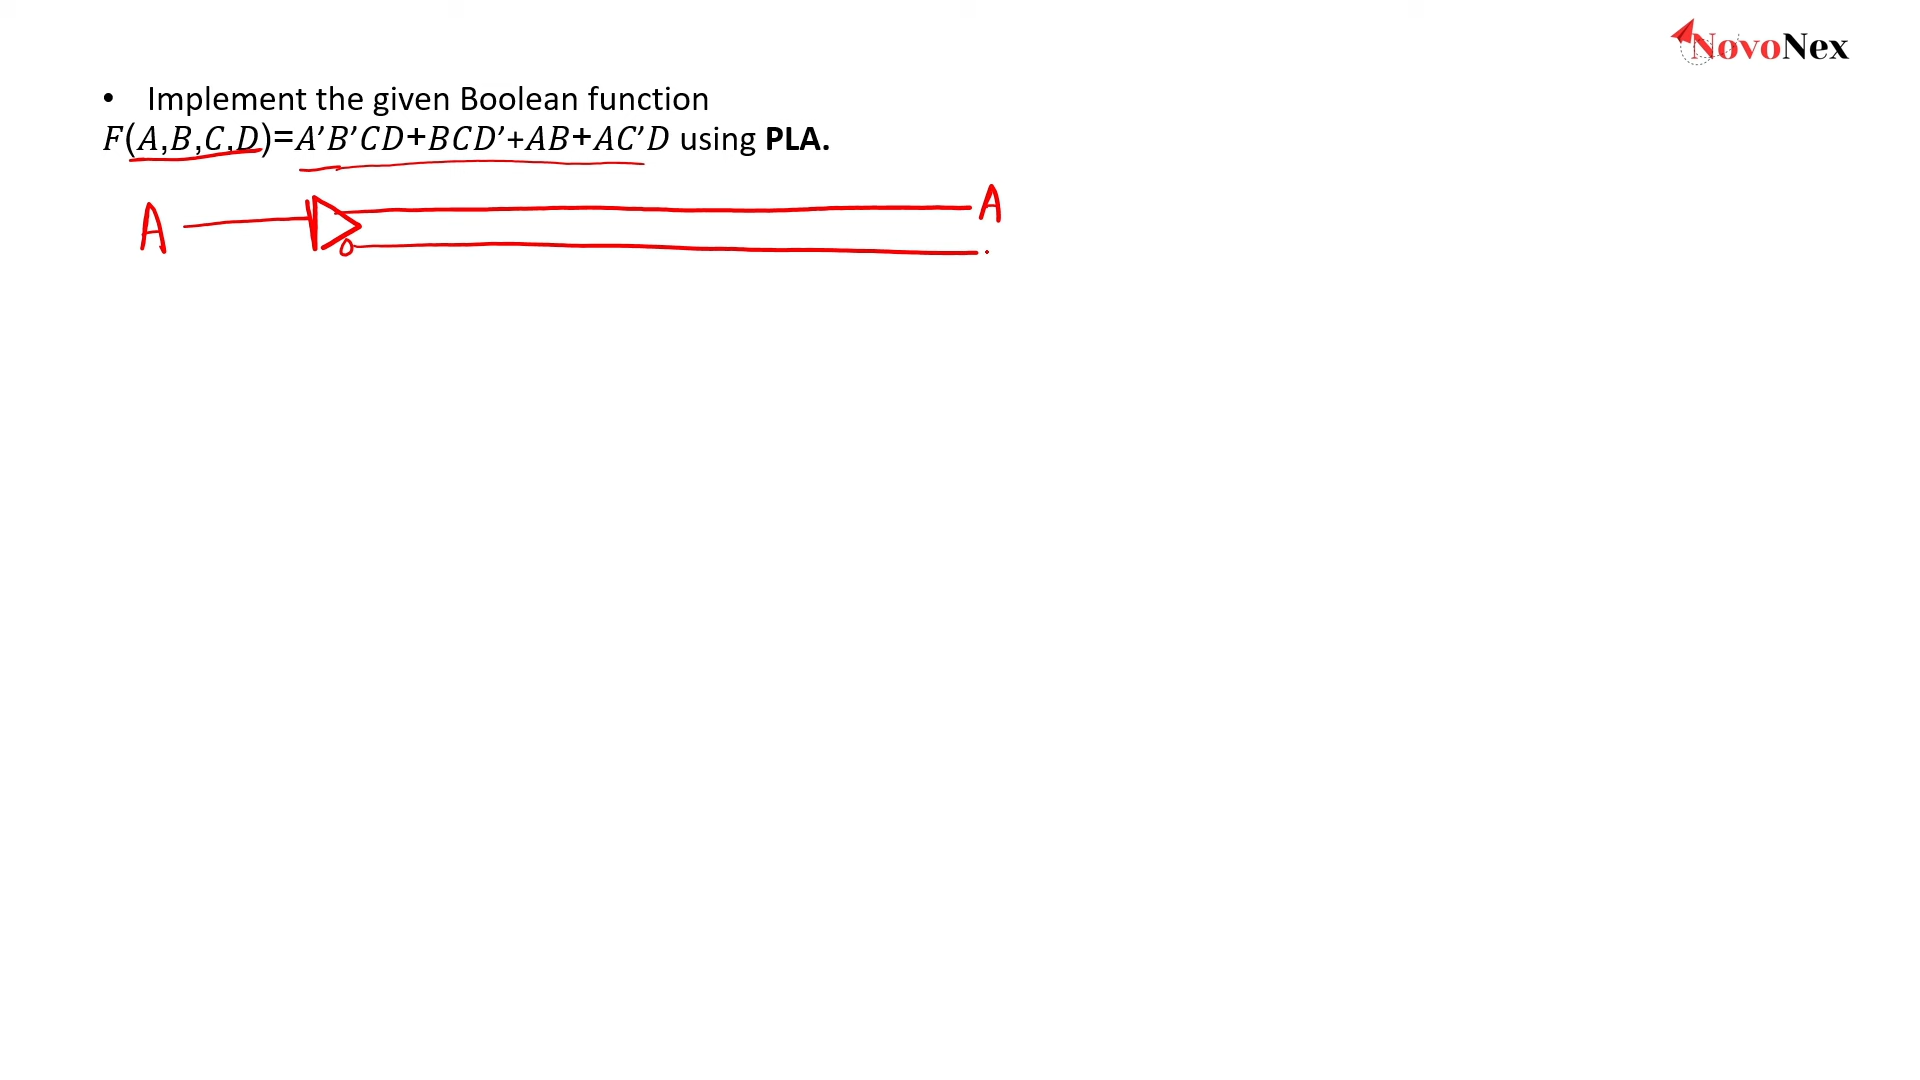 NovoNex
• Implement the given Boolean function
F(A,B,C,D)=A’B’CD+BCD’+AB+AC’D using PLA.
A
A